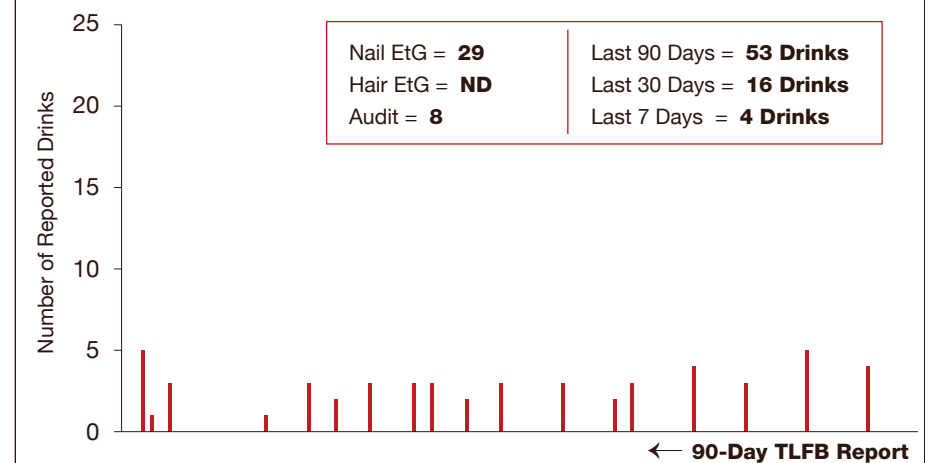 25
Nail EtG = 29
Last 90 Days = 53 Drinks
Hair EtG = ND
Last 30 Days = 16 Drinks
Audit = 8
Last 7 Days = 4 Drinks
20
15
10
5
0
Number of Reported Drinks
← 90-Day TLFB Report